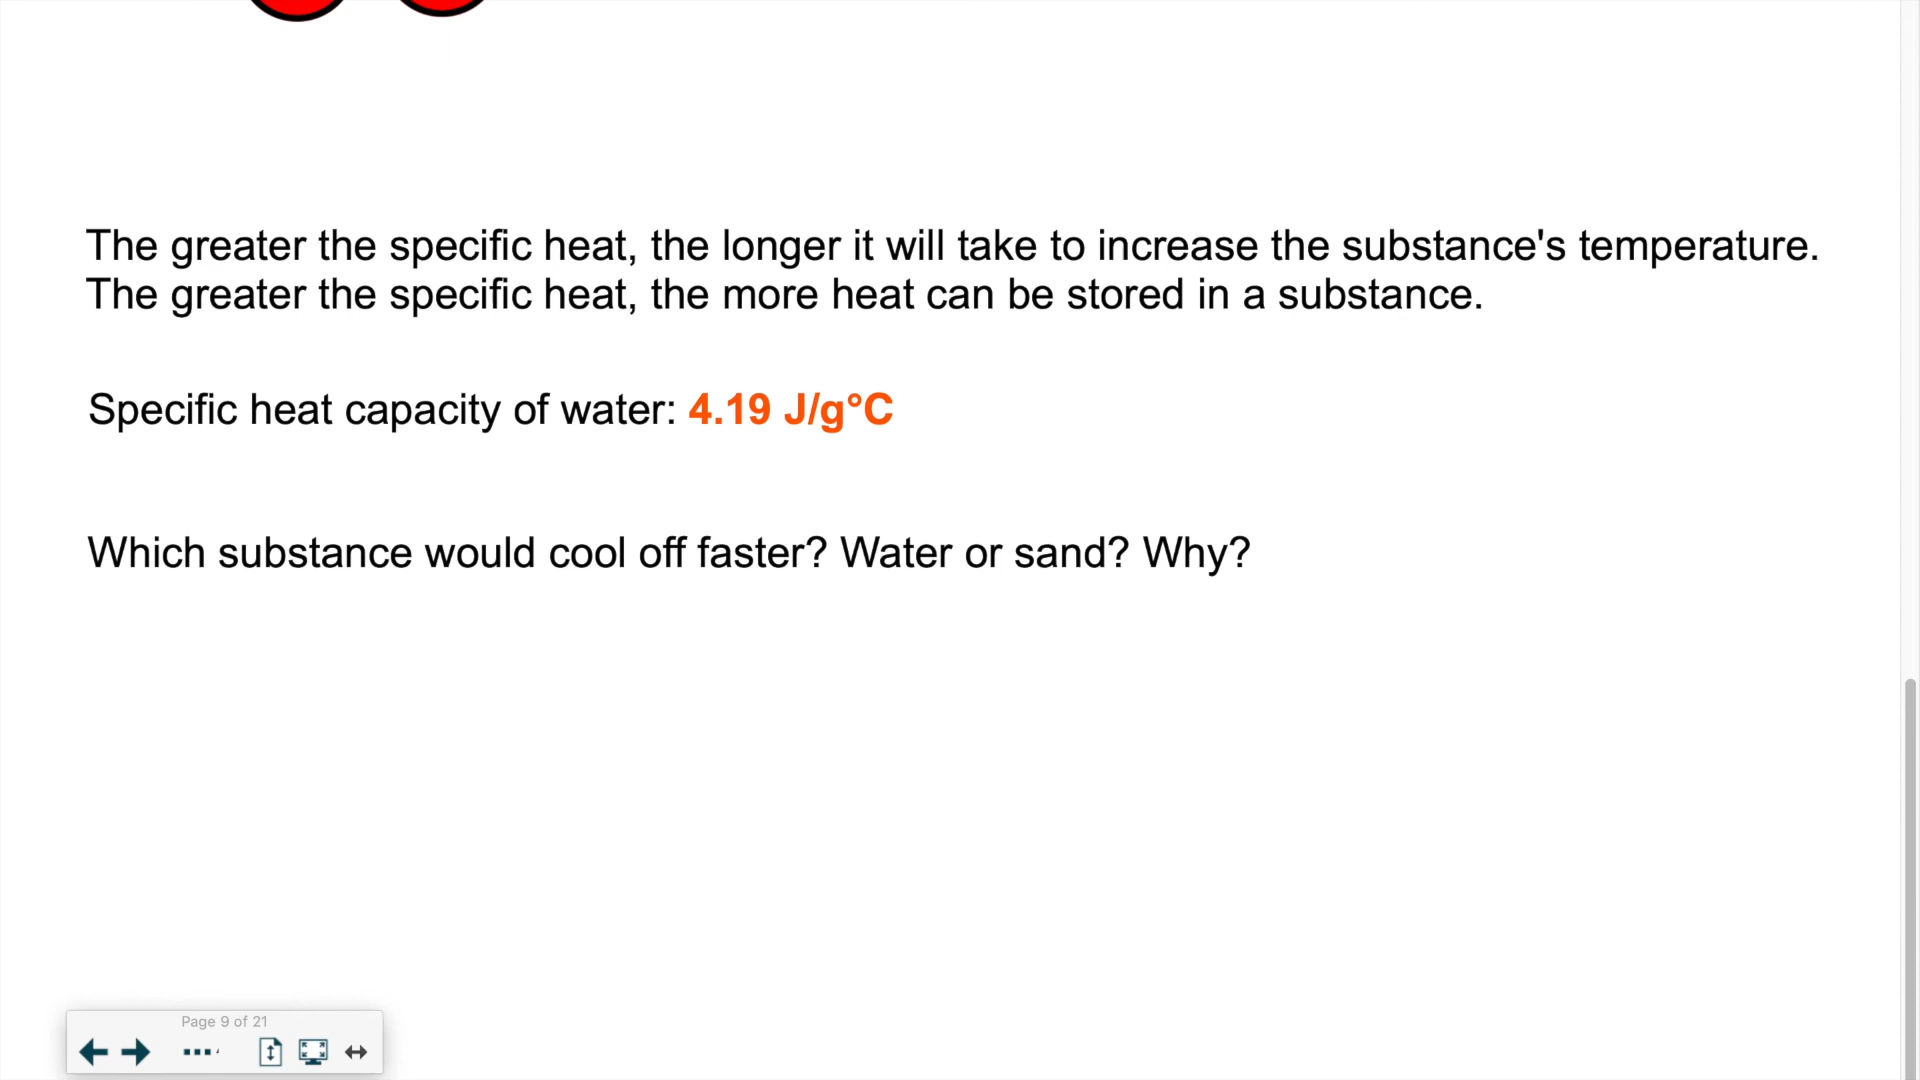 The greater the specific heat, the longer it will take to increase the substance's temperature.
The greater the specific heat, the more heat can be stored in a substance.
Specific heat capacity of water: 4.19 J/g°C
Which substance would cool off faster? Water or sand? Why?
Page 9 of 21